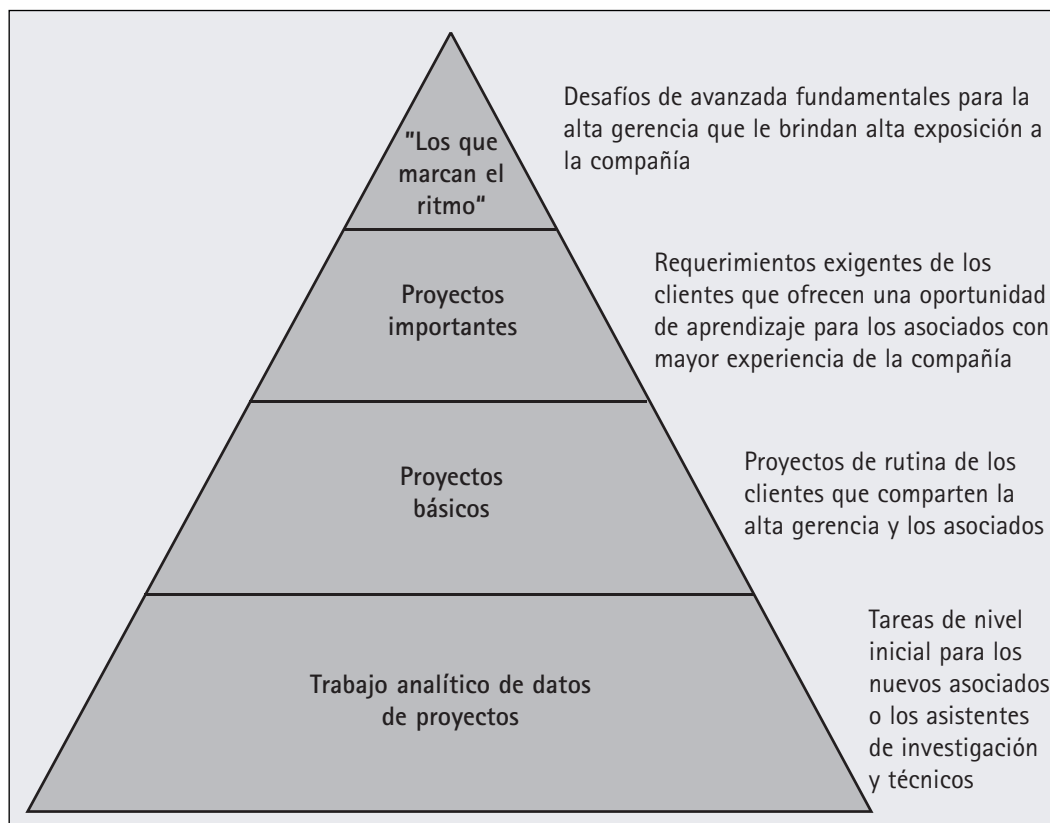 "Los que
marcan el
ritmo"
Desafíos de avanzada fundamentales para la
alta gerencia que le brindan alta exposición a
la compañía
Proyectos
importantes
Requerimientos exigentes de los
clientes que ofrecen una oportunidad
de aprendizaje para los asociados con
mayor experiencia de la compañía
Proyectos
básicos
Proyectos de rutina de los
clientes que comparten la
alta gerencia y los asociados
Trabajo analítico de datos
de proyectos
Tareas de nivel
inicial para los
nuevos asociados
o los asistentes
de investigación
y técnicos